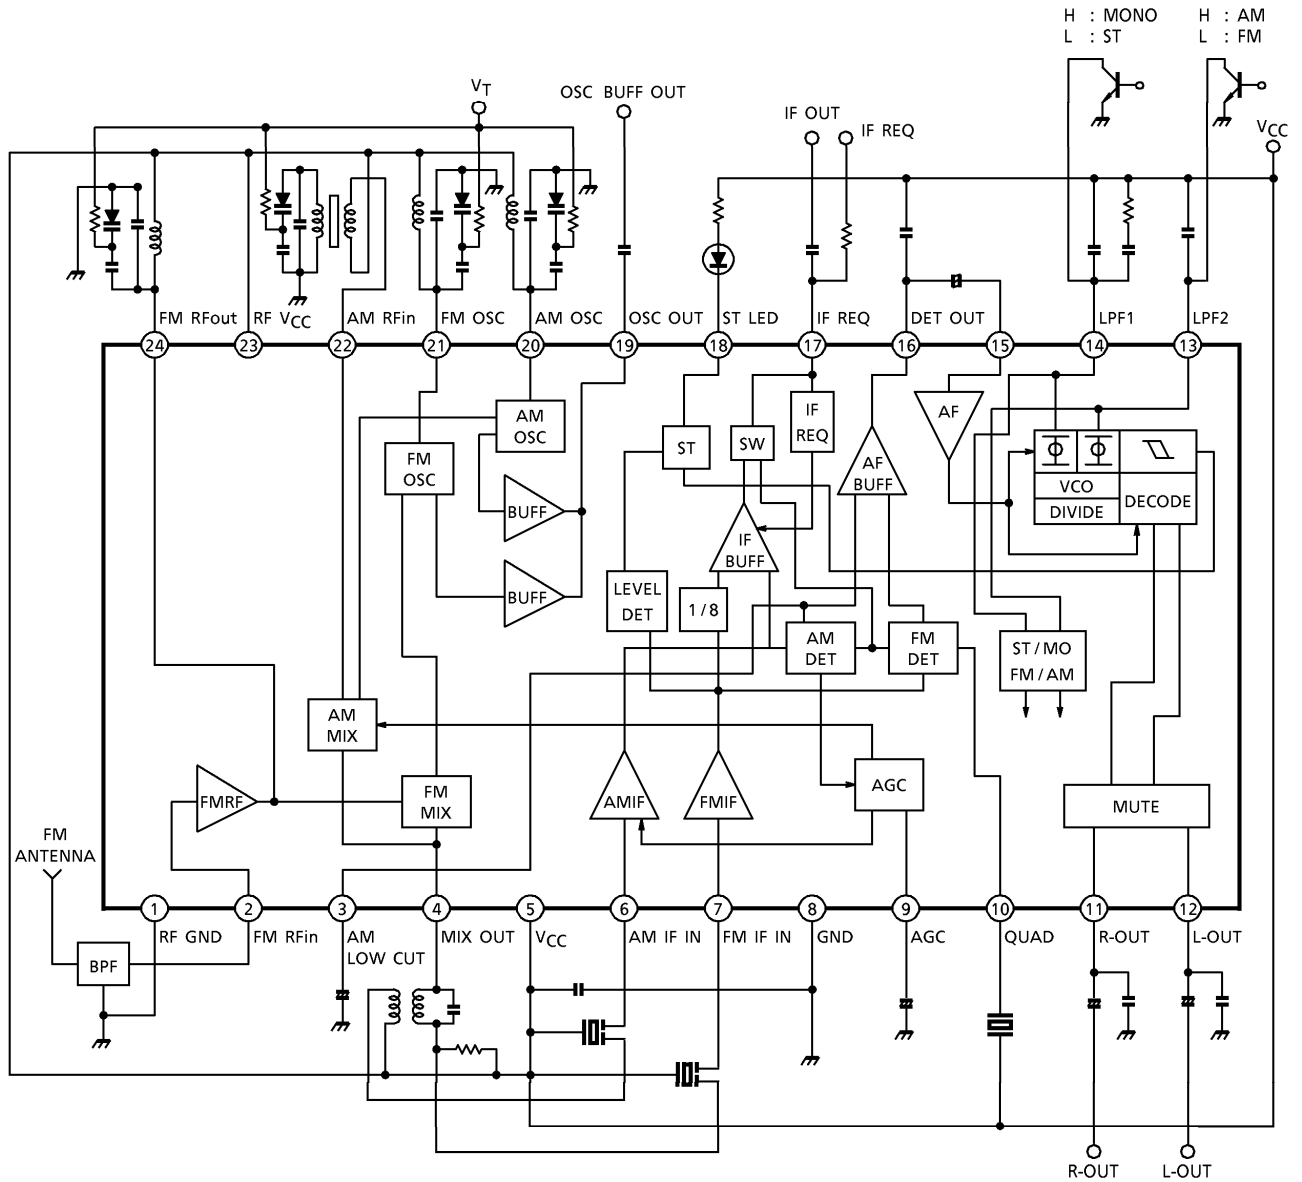 H : MONO
L : ST
H : AM
L : FM
VT
OSC BUFF OUT
IF OUT
IF REQ
VCC
FM RFout
RF VCC
AM RFin
FM OSC
AM OSC
OSC OUT
ST LED
IF REQ
DET OUT
LPF1
LPF2
24
23
22
21
20
19
18
17
16
15
14
13
AM
OSC
FM
OSC
BUFF
BUFF
ST
SW
IF
REQ
AF
BUFF
AF
VCO
DIVIDE
DECODE
IF
BUFF
LEVEL
DET
1/8
AM
DET
FM
DET
ST/MO
FM/AM
AM
MIX
FM
MIX
FMRF
AMIF
FMIF
AGC
MUTE
FM
ANTENNA
BPF
1
2
3
4
5
6
7
8
9
10
11
12
RF GND
FM RFin
AM
LOW CUT
MIX OUT
VCC
AM IF IN
FM IF IN
GND
AGC
QUAD
R-OUT
L-OUT
R-OUT
L-OUT